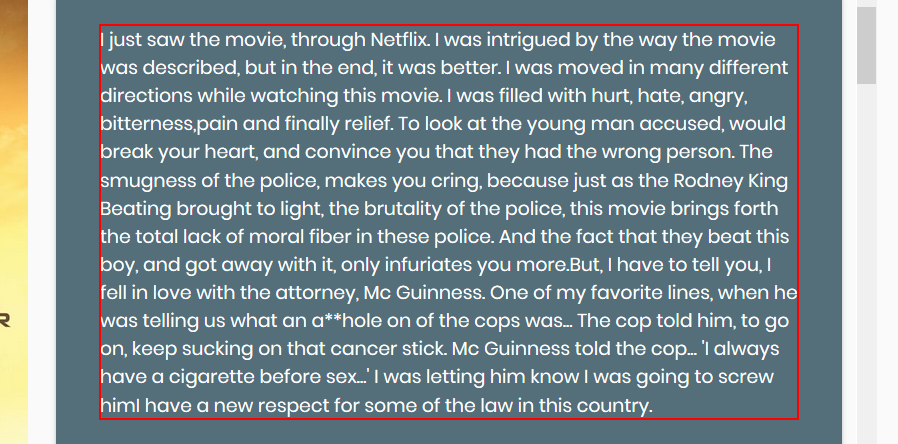 I just saw the movie, through Netflix. I was intrigued by the way the movie
was described, but in the end, it was better. I was moved in many different
directions while watching this movie. I was filled with hurt, hate, angry,
bitterness,pain and finally relief. To look at the young man accused, would
break your heart, and convince you that they had the wrong person. The
smugness of the police, makes you cring, because just as the Rodney King
Beating brought to light, the brutality of the police, this movie brings forth
the total lack of moral fiber in these police. And the fact that they beat this
boy, and got away with it, only infuriates you more.But, I have to tell you, I
fell in love with the attorney, Mc Guinness. One of my favorite lines, when he
was telling us what an a**hole on of the cops was... The cop told him, to go
on, keep sucking on that cancer stick. Mc Guinness told the cop... 'I always
have a cigarette before sex...' I was letting him know I was going to screw
himI have a new respect for some of the law in this country.
R